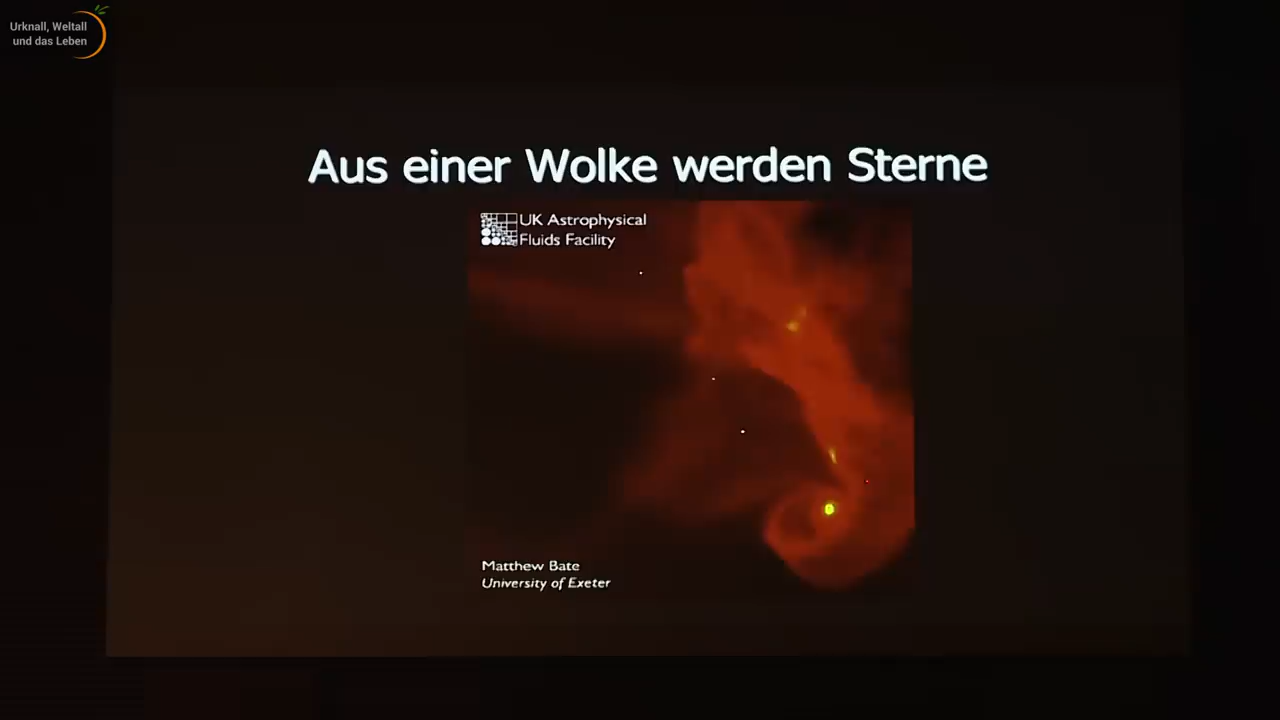 Urknall, Weltall
und das Leben
Aus einer Wolke werden Sterne
UK Astrophysical
Fluids Facility
Matthew Bate
University of Exeter